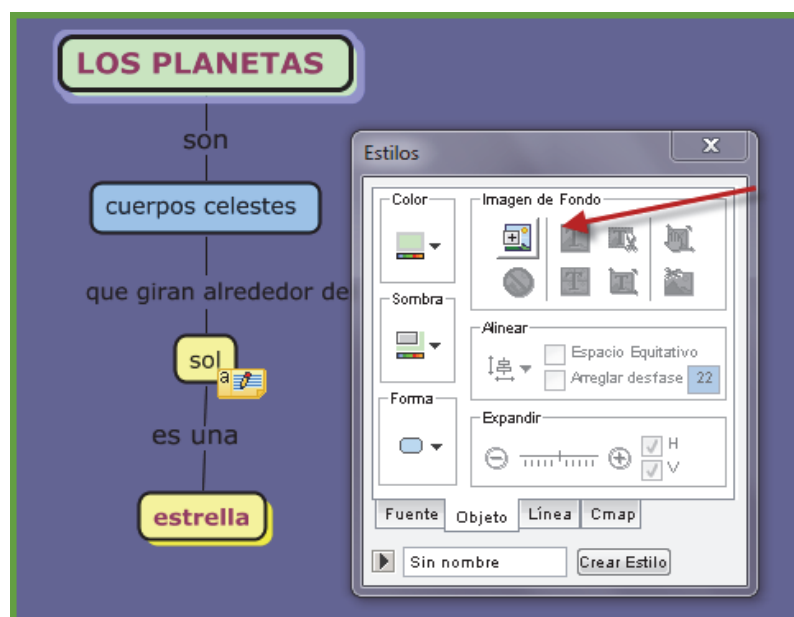 LOS PLANETAS
son
cuerpos celestes
que giran alrededor de
sol
a
es una
estrella
Estilos
X
Color
Imagen de Fondo
Sombra
Alinear
Espacio Equitativo
Arreglar desfase 22
Forma
Expandir
H
V
Fuente Objeto Línea Cmap
Sin nombre Crear Estilo